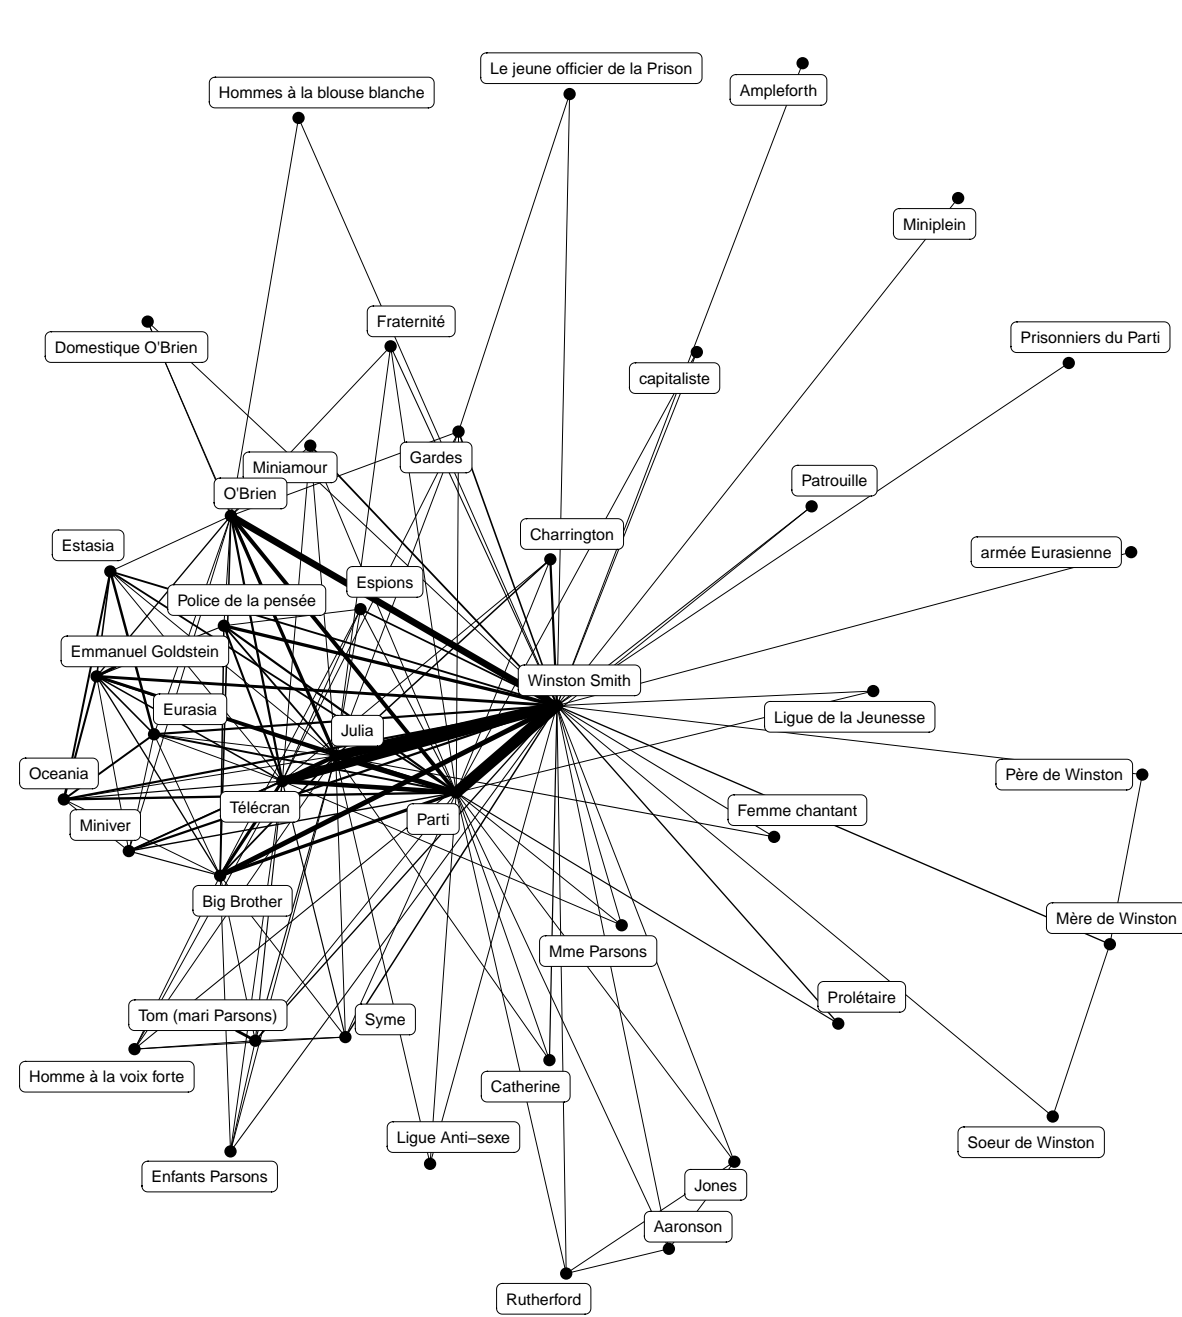 Le jeune officier de la Prison
Hommes à la blouse blanche
Ampleforth
Miniplein
Fraternité
Prisonniers du Parti
Domestique O'Brien
capitaliste
Gardes
Miniamour
Patrouille
O'Brien
Charrington
Estasia
armée Eurasienne
Espions
Police de la pensée
Emmanuel Goldstein
Winston Smith
Eurasia
Ligue de la Jeunesse
Julia
Oceania
Père de Winston
Télécran
Femme chantant
Parti
Miniver
Big Brother
Mère de Winston
Mme Parsons
Prolétaire
Tom (mari Parsons)
Syme
Homme à la voix forte
Catherine
Ligue Anti−sexe
Soeur de Winston
Enfants Parsons
Jones
Aaronson
Rutherford